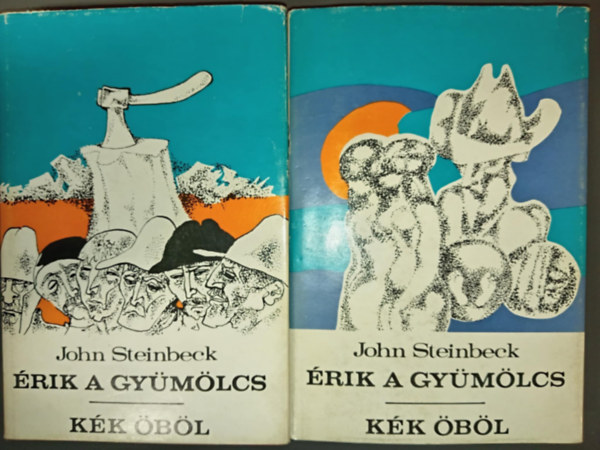 John Steinbeck
ÉRIK A GYÜMÖLCS
KÉK ÖBÖL
John Steinbeck
ÉRIK A GYÜMÖLCS
KÉK ÖBÖL